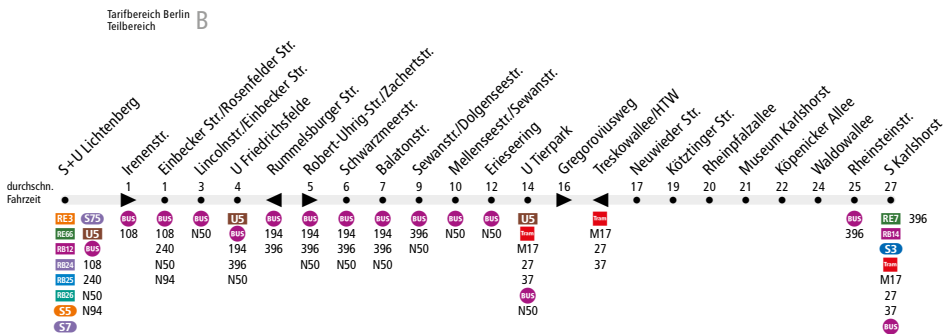 Tarifbereich Berlin
Teilbereich
B
S+U Lichtenberg
Irenenstr.
Einbecker Str./Rosenfelder Str.
Lincolnstr./Einbecker Str.
U Friedrichsfelde
Rummelsburger Str.
Robert-Uhrig-Str./Zachertstr.
Schwarzmeerstr.
Balatonstr.
Sewanstr./Dolgenseestr.
Mellenseestr./Sewanstr.
Erieseering
U Tierpark
Gregoroviusweg
Treskowallee/HTW
Neuwieder Str.
Kötztinger Str.
Rheinpfalzallee
Museum Karlshorst
Köpenicker Allee
Waldowallee
Rheinsteinstr.
S Karlshorst
durchschn. 1 1 3 4 5 6 7 9 10 12 14 16 17 19 20 21 22 24 25 27
Fahrzeit
RE3 S75 BUS BUS BUS U5 BUS BUS BUS BUS BUS BUS BUS U5 Tram BUS RE7 396
RE66 U5 108 108 N50 BUS 194 194 194 194 396 N50 N50 Tram M17 396 RB14
RB12 BUS 240 194 396 396 396 396 N50 M17 27 S3
RB24 108 N50 396 N50 N50 N50 27 37 Tram
RB25 240 N94 N50 37 M17
RB26 N50 BUS 27
S5 N94 N50 37
S7 BUS